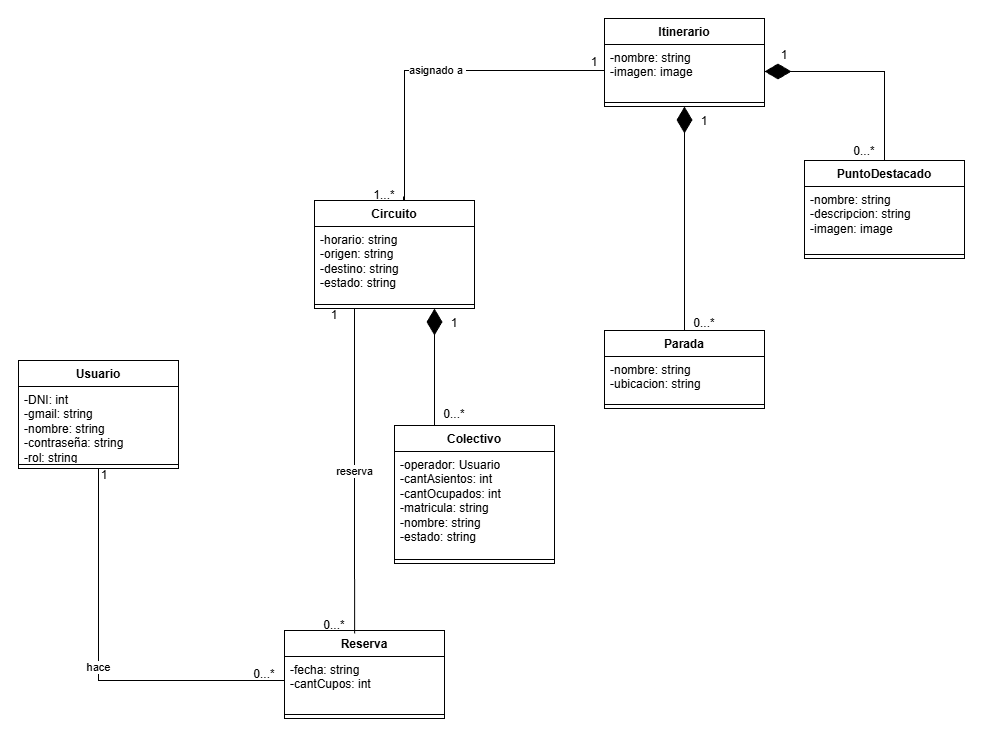 Itinerario
-nombre: string
-imagen: image
1
1
asignado a
1
0...*
PuntoDestacado
-nombre: string
-descripcion: string
-imagen: image
1...*
Circuito
-horario: string
-origen: string
-destino: string
-estado: string
1
1
0...*
Parada
-nombre: string
-ubicacion: string
Usuario
-DNI: int
-gmail: string
-nombre: string
-contraseña: string
-rol: string
1
0...*
Colectivo
-operador: Usuario
-cantAsientos: int
-cantOcupados: int
-matricula: string
-nombre: string
-estado: string
reserva
0...*
Reserva
-fecha: string
-cantCupos: int
hace
0...*